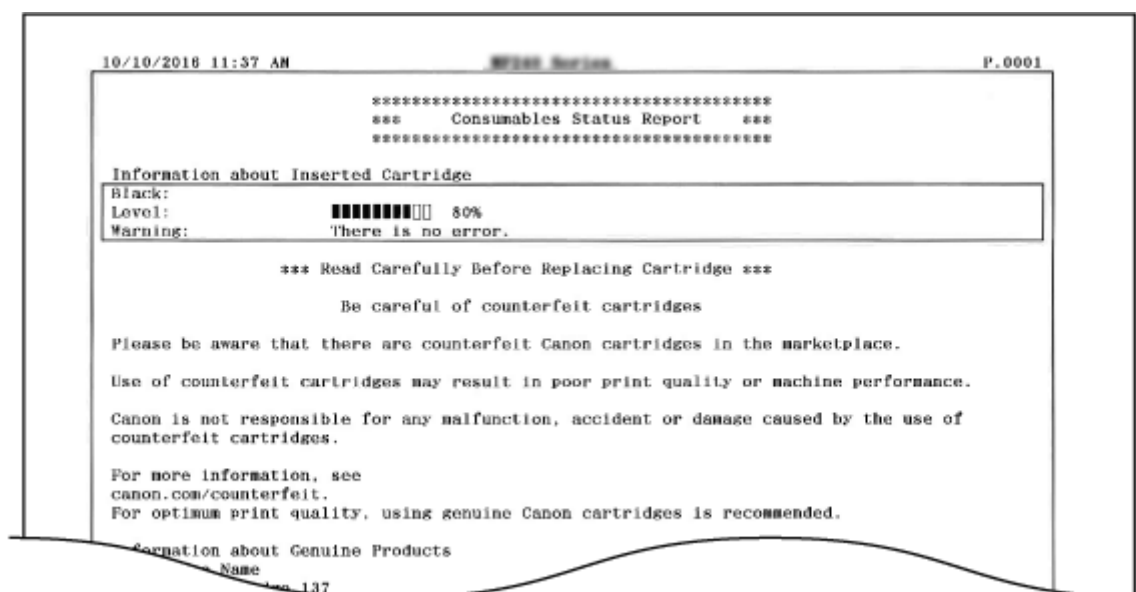 10/10/2016 11:37 AM P.0001
***************************************
*** Consumables Status Report ***
***************************************
Information about Inserted Cartridge
Black:
Level: 80%
Warning: There is no error.
*** Read Carefully Before Replacing Cartridge ***
Be careful of counterfeit cartridges
Please be aware that there are counterfeit Canon cartridges in the marketplace.
Use of counterfeit cartridges may result in poor print quality or machine performance.
Canon is not responsible for any malfunction, accident or damage caused by the use of
counterfeit cartridges.
For more information, see
canon.com/counterfeit.
For optimum print quality, using genuine Canon cartridges is recommended.
about Genuine Products
Name
137